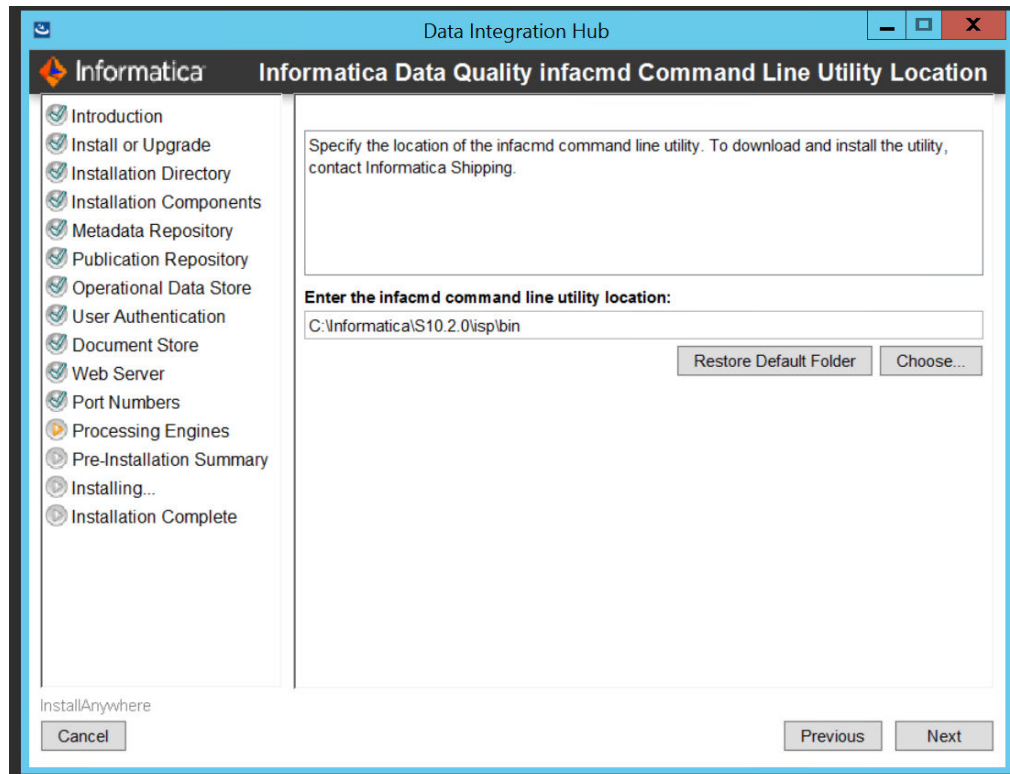 Data Integration Hub
Informatica
Informatica Data Quality infacmd Command Line Utility Location
Introduction
Install or Upgrade
Installation Directory
Installation Components
Metadata Repository
Publication Repository
Operational Data Store
User Authentication
Document Store
Web Server
Port Numbers
Processing Engines
Pre-Installation Summary
Installing...
Installation Complete
Specify the location of the infacmd command line utility. To download and install the utility,
contact Informatica Shipping.
Enter the infacmd command line utility location:
C:\Informatica\S10.2.0\isp\bin
Restore Default Folder
Choose...
InstallAnywhere
Cancel
Previous
Next